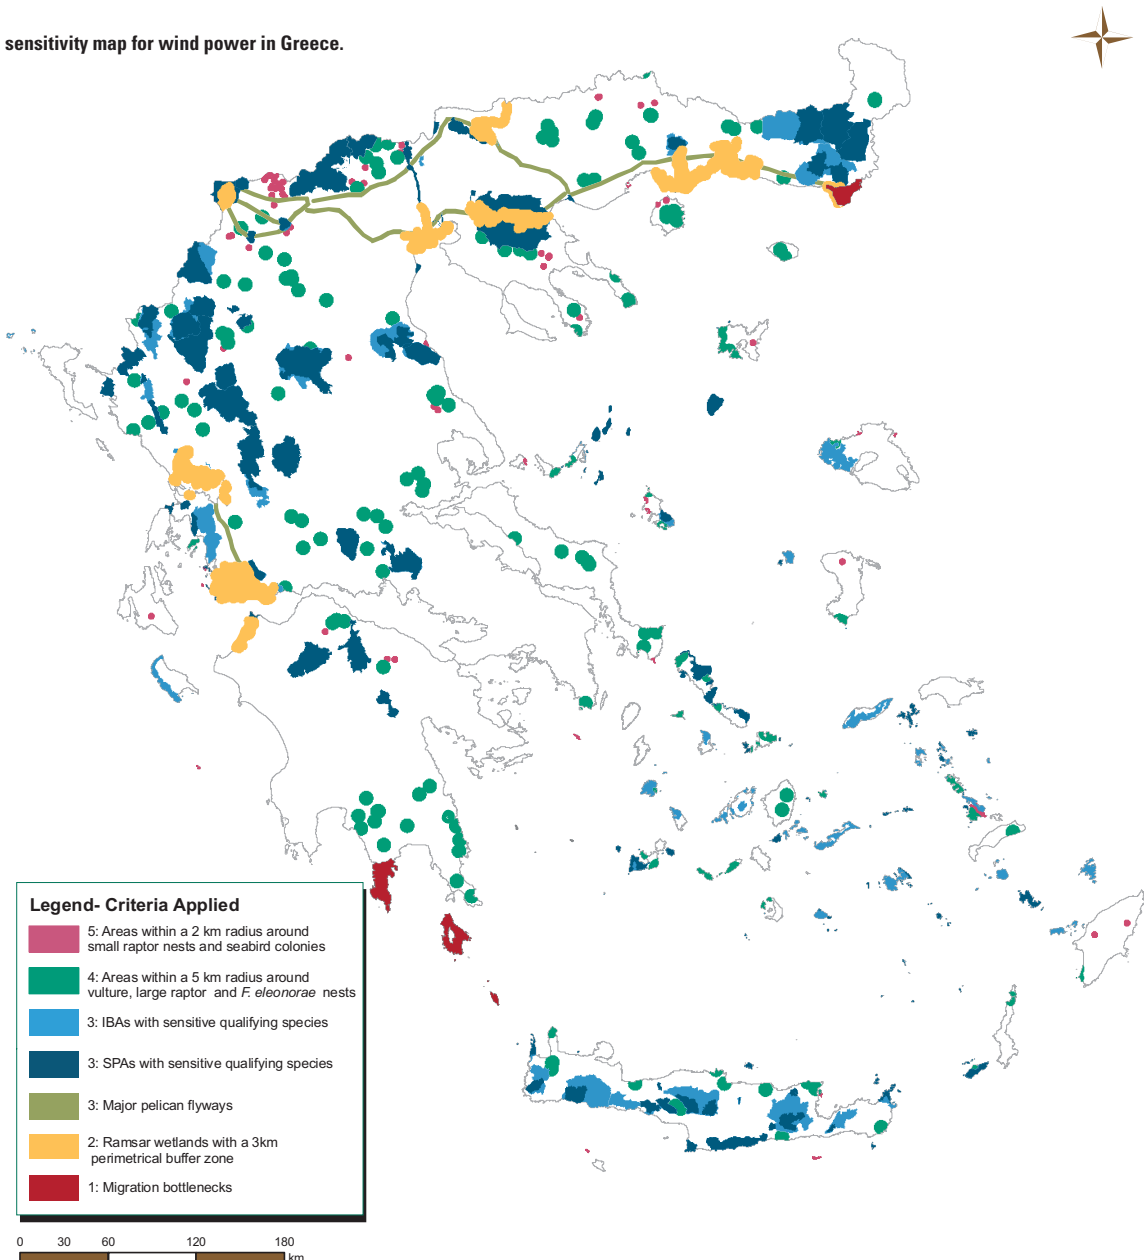 sensitivity map for wind power in Greece.
Legend- Criteria Applied
5: Areas within a 2 km radius around
small raptor nests and seabird colonies
4: Areas within a 5 km radius around
vulture, large raptor and F. eleonorae nests
3: IBAs with sensitive qualifying species
3: SPAs with sensitive qualifying species
3: Major pelican flyways
2: Ramsar wetlands with a 3km
perimetrical buffer zone
1: Migration bottlenecks
0 30 60 120 180
km